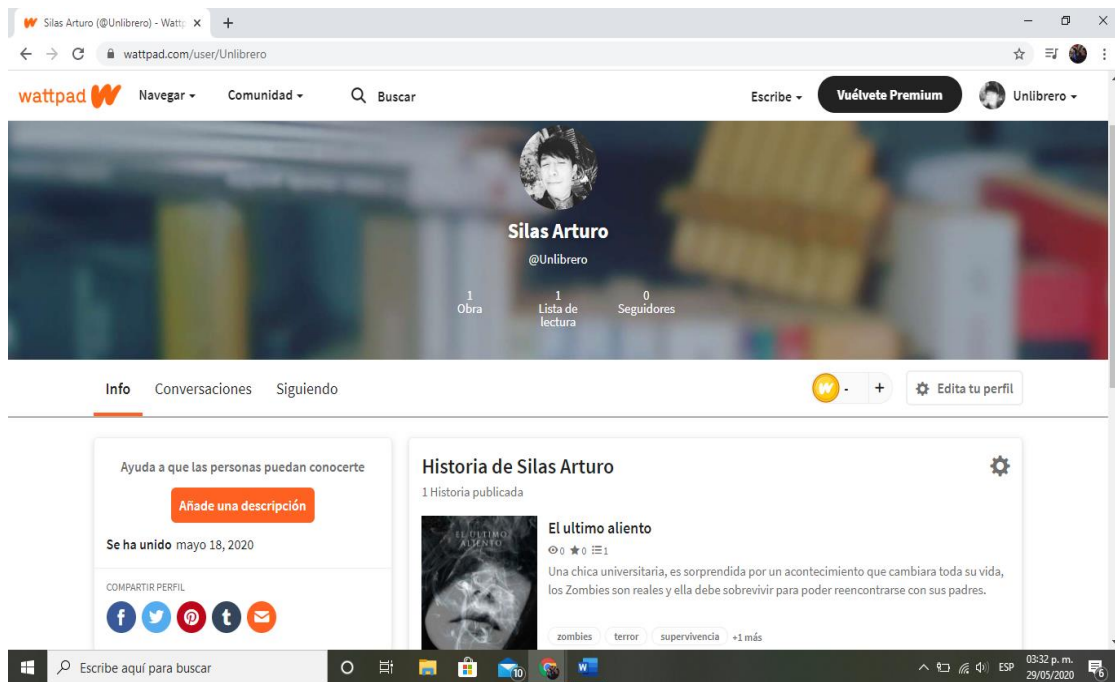 Silas Arturo (@Unlibrero) - Wattp
wattpad.com/user/Unlibrero
wattpad Navegar Comunidad Buscar Escribe Vuélvete Premium Unlibrero
Silas Arturo
@Unlibrero
1 1 0
Obra Lista de lectura Seguidores
Info Conversaciones Siguiendo - + Edita tu perfil
Ayuda a que las personas puedan conocerte
Añade una descripción
Se ha unido mayo 18, 2020
COMPARTIR PERFIL
Historia de Silas Arturo
1 Historia publicada
EL ULTIMO
ALIENTO
El ultimo aliento
0 0 1
Una chica universitaria, es sorprendida por un acontecimiento que cambiara toda su vida,
los Zombies son reales y ella debe sobrevivir para poder reencontrarse con sus padres.
zombies terror supervivencia +1 más
Escribe aquí para buscar 10 ESP 03:32 p. m.
29/05/2020 6